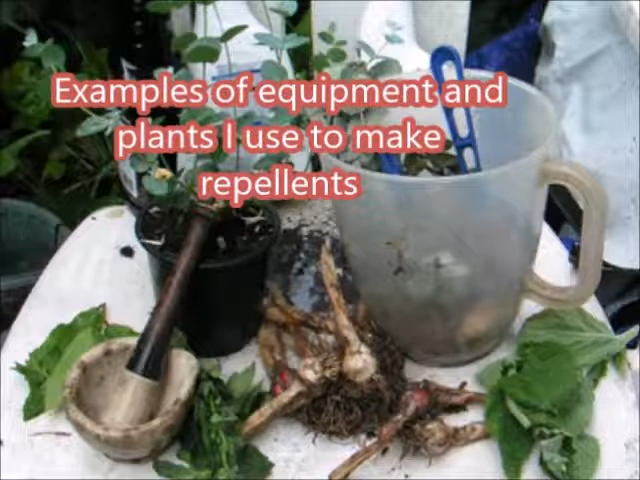 Examples of equipment and
plants I use to make
repellents